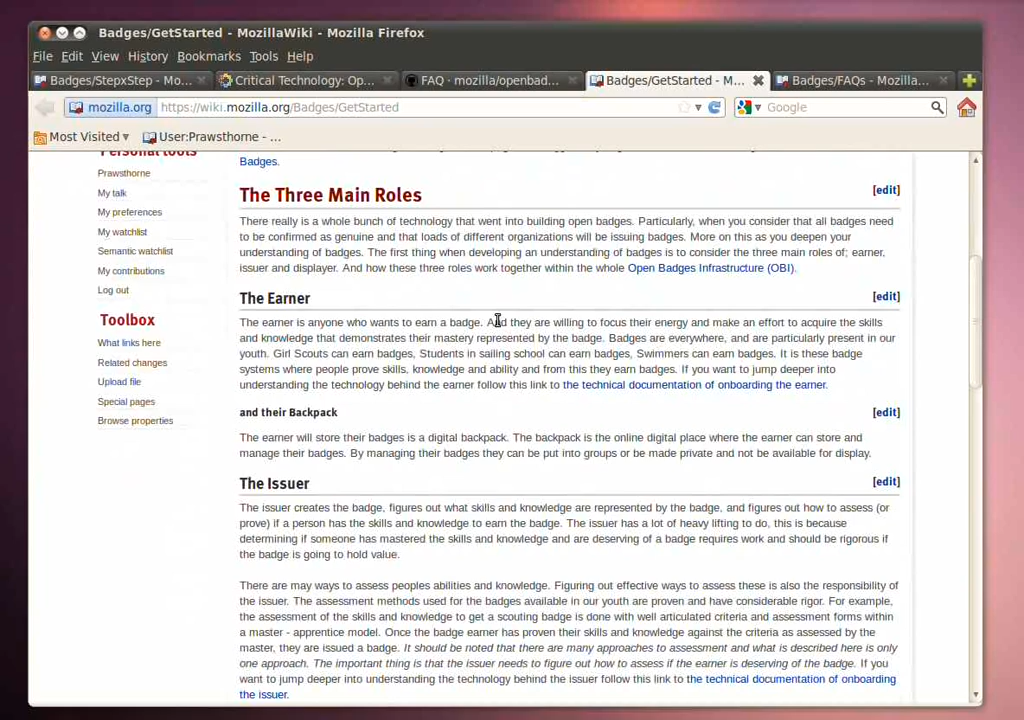 Badges/GetStarted - MozillaWiki - Mozilla Firefox
File Edit View History Bookmarks Tools Help
Badges/StepxStep - Mo... Critical Technology: Op... FAQ · mozilla/openbad... Badges/GetStarted - M... Badges/FAQs - Mozilla...
mozilla.org https://wiki.mozilla.org/Badges/GetStarted Google
Most Visited User:Prawsthorne - ...
Personal tools
Prawsthorne
My talk
My preferences
My watchlist
Semantic watchlist
My contributions
Log out
Toolbox
What links here
Related changes
Upload file
Special pages
Browse properties
Badges.
The Three Main Roles [edit]
There really is a whole bunch of technology that went into building open badges. Particularly, when you consider that all badges need
to be confirmed as genuine and that loads of different organizations will be issuing badges. More on this as you deepen your
understanding of badges. The first thing when developing an understanding of badges is to consider the three main roles of; earner,
issuer and displayer. And how these three roles work together within the whole Open Badges Infrastructure (OBI).
The Earner [edit]
The earner is anyone who wants to earn a badge. And they are willing to focus their energy and make an effort to acquire the skills
and knowledge that demonstrates their mastery represented by the badge. Badges are everywhere, and are particularly present in our
youth. Girl Scouts can earn badges, Students in sailing school can earn badges, Swimmers can earn badges. It is these badge
systems where people prove skills, knowledge and ability and from this they earn badges. If you want to jump deeper into
understanding the technology behind the earner follow this link to the technical documentation of onboarding the earner.
and their Backpack [edit]
The earner will store their badges is a digital backpack. The backpack is the online digital place where the earner can store and
manage their badges. By managing their badges they can be put into groups or be made private and not be available for display.
The Issuer [edit]
The issuer creates the badge, figures out what skills and knowledge are represented by the badge, and figures out how to assess (or
prove) if a person has the skills and knowledge to earn the badge. The issuer has a lot of heavy lifting to do, this is because
determining if someone has mastered the skills and knowledge and are deserving of a badge requires work and should be rigorous if
the badge is going to hold value.
There are may ways to assess peoples abilities and knowledge. Figuring out effective ways to assess these is also the responsibility of
the issuer. The assessment methods used for the badges available in our youth are proven and have considerable rigor. For example,
the assessment of the skills and knowledge to get a scouting badge is done with well articulated criteria and assessment forms within
a master - apprentice model. Once the badge earner has proven their skills and knowledge against the criteria as assessed by the
master, they are issued a badge. It should be noted that there are many approaches to assessment and what is described here is only
one approach. The important thing is that the issuer needs to figure out how to assess if the earner is deserving of the badge. If you
want to jump deeper into understanding the technology behind the issuer follow this link to the technical documentation of onboarding
the issuer.